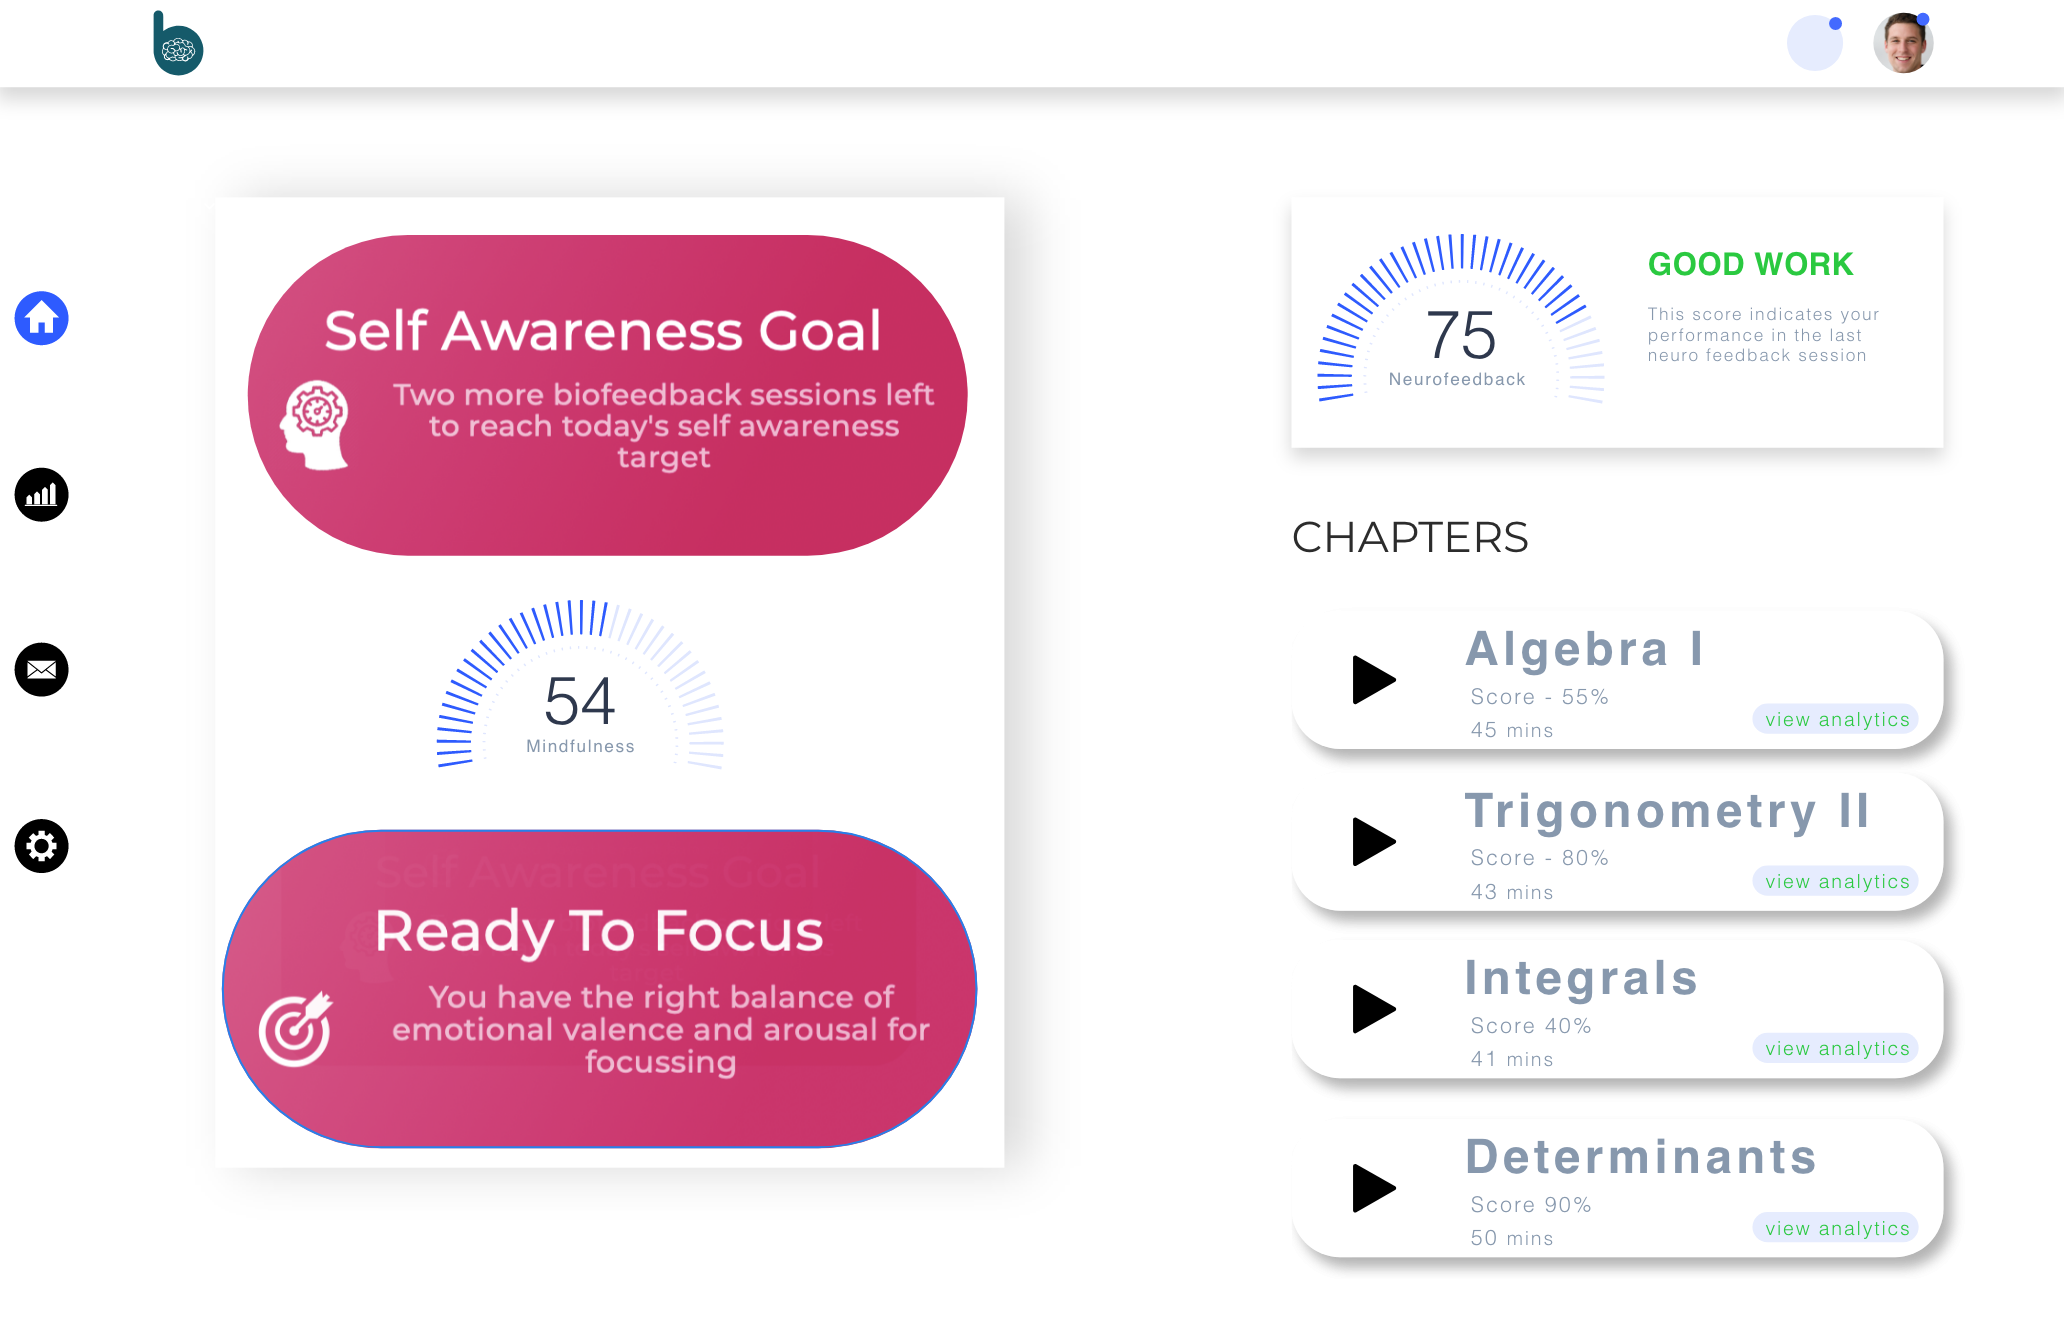 Self Awareness Goal
Two more biofeedback sessions left
to reach today's self awareness
target
54
Mindfulness
Self Awareness Goal
Ready To Focus
You have the right balance of
emotional valence and arousal for
focussing
75
Neurofeedback
GOOD WORK
This score indicates your
performance in the last
neuro feedback session
CHAPTERS
Algebra I
Score - 55%
45 mins
view analytics
Trigonometry II
Score - 80%
43 mins
view analytics
Integrals
Score 40%
41 mins
view analytics
Determinants
Score 90%
50 mins
view analytics